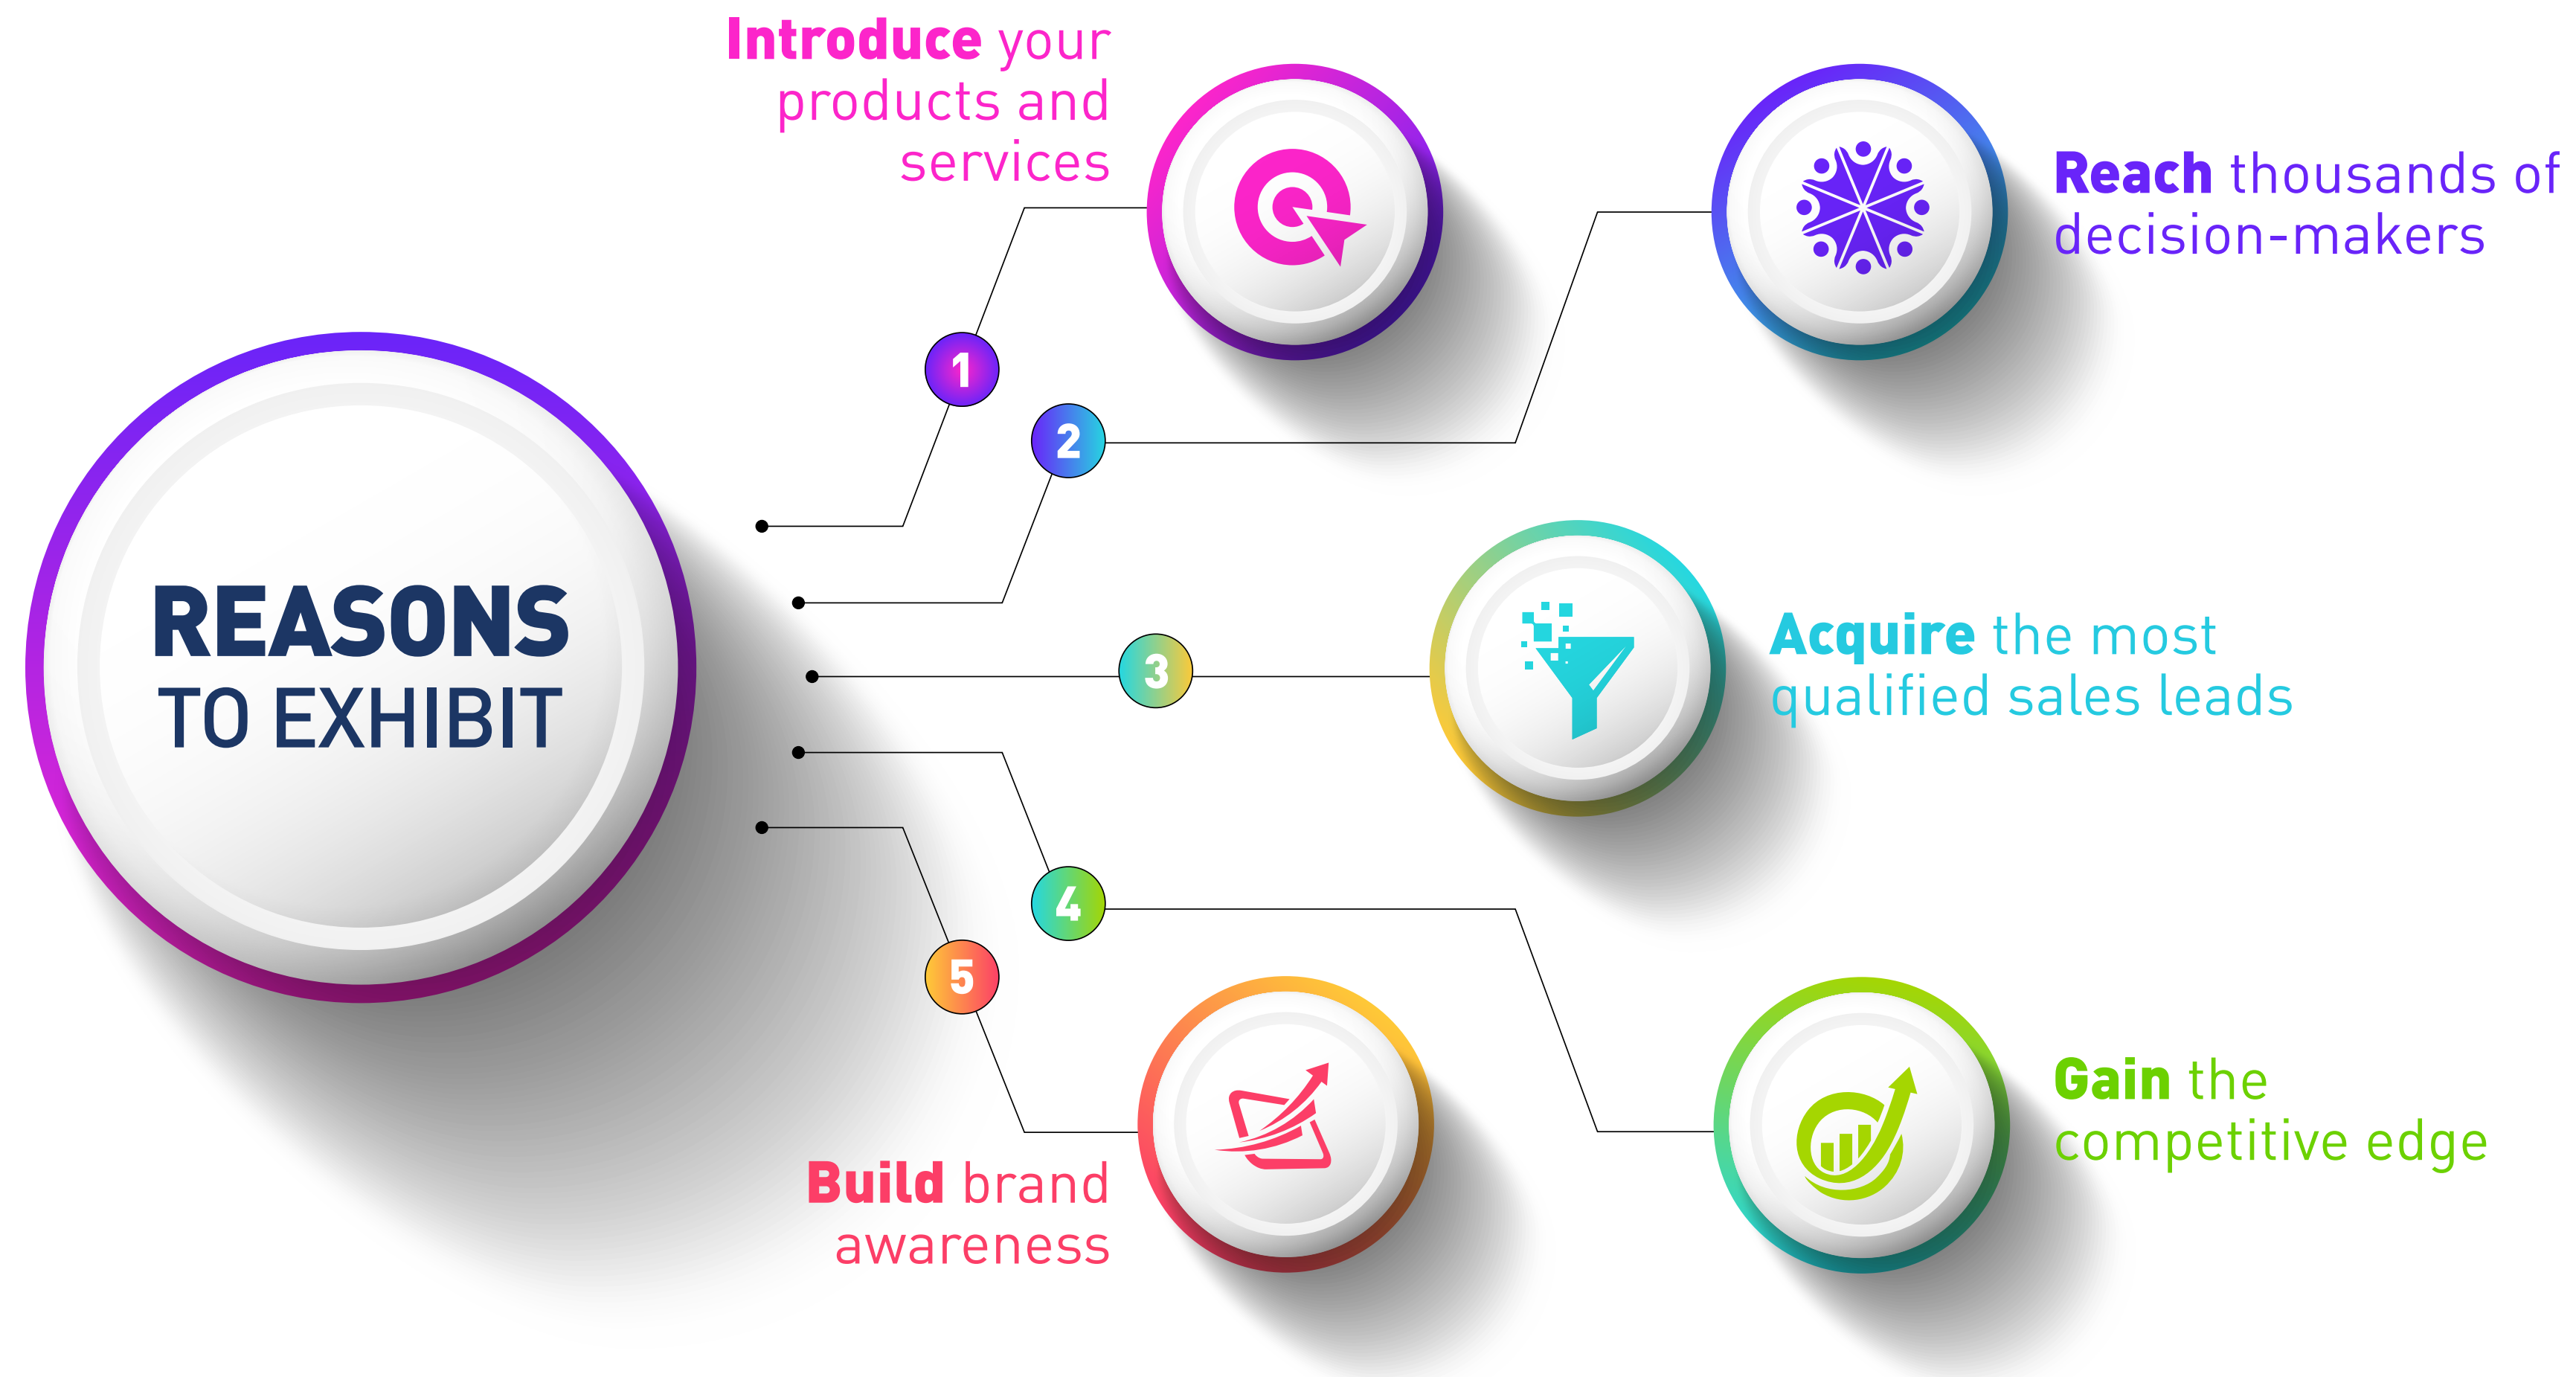 REASONS
TO EXHIBIT
1
Introduce your
products and
services
2
Reach thousands of
decision-makers
3
Acquire the most
qualified sales leads
4
Gain the
competitive edge
5
Build brand
awareness